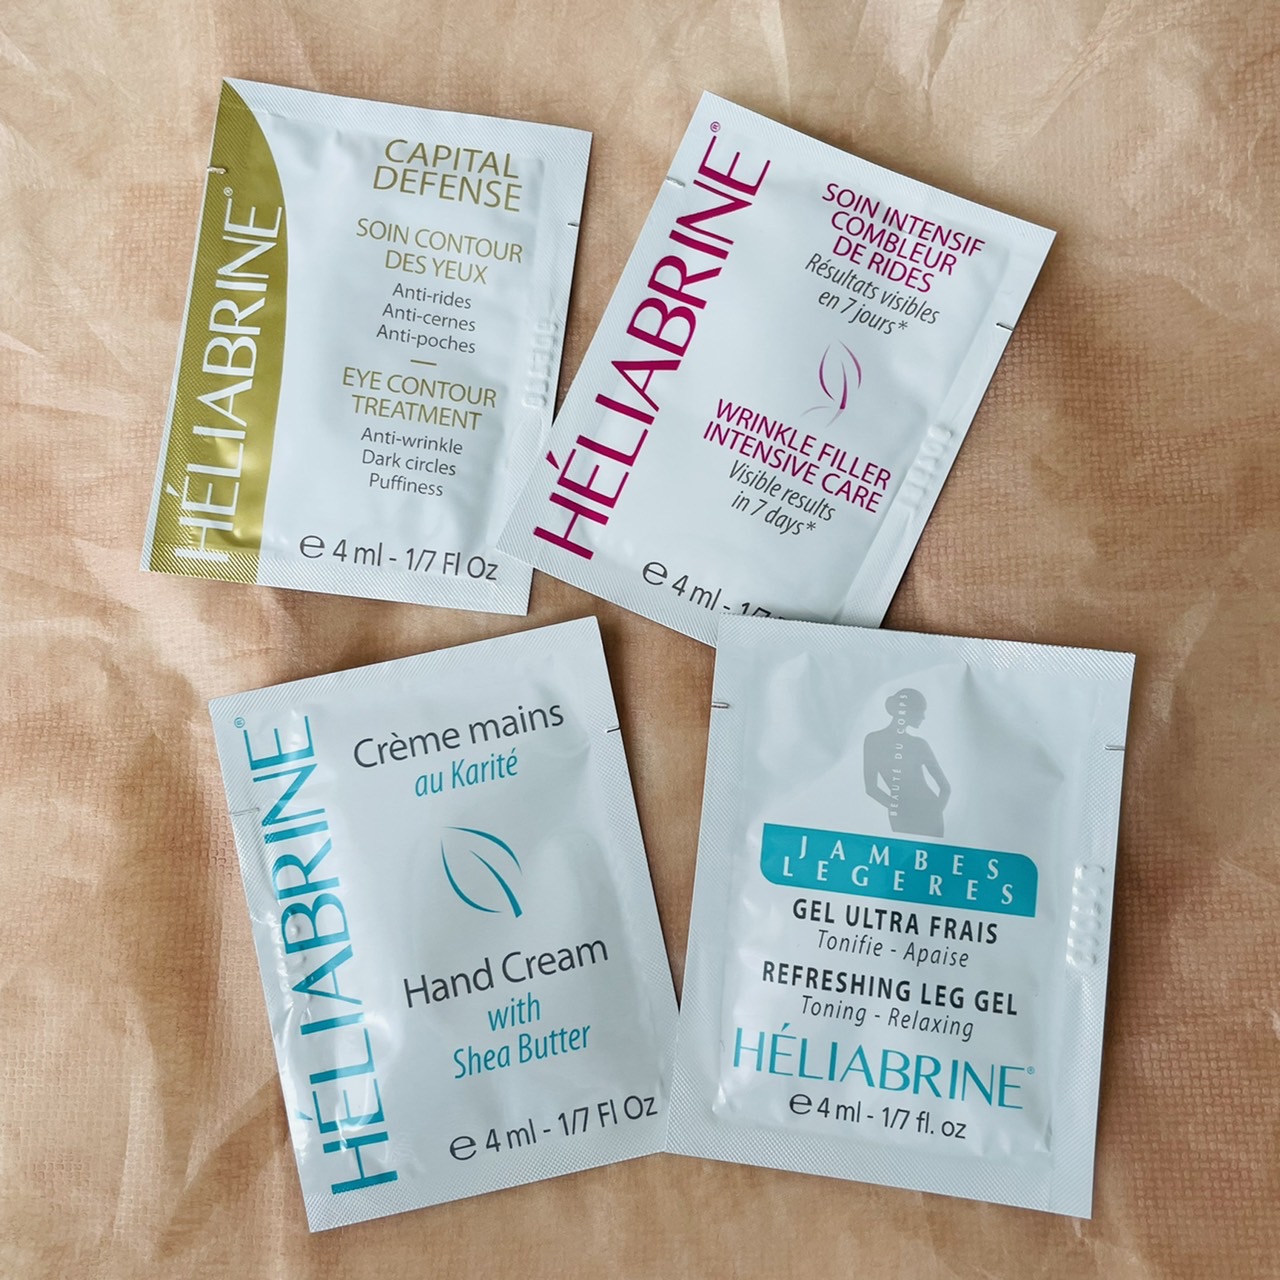 HÉLIABRINE®
CAPITAL
DEFENSE
SOIN CONTOUR
DES YEUX
Anti-rides
Anti-cernes
Anti-poches
EYE CONTOUR
TREATMENT
Anti-wrinkle
Dark circles
Puffiness
℮ 4 ml - 1/7 Fl Oz
HÉLIABRINE®
SOIN INTENSIF
COMBLEUR
DE RIDES
Résultats visibles
en 7 jours*
WRINKLE FILLER
INTENSIVE CARE
Visible results
in 7 days*
℮ 4 ml - 1/7
HÉLIABRINE®
Crème mains
au Karité
Hand Cream
with
Shea Butter
℮ 4 ml - 1/7 Fl Oz
BEAUTÉ DU CORPS
JAMBES
LEGERES
GEL ULTRA FRAIS
Tonifie - Apaise
REFRESHING LEG GEL
Toning - Relaxing
HÉLIABRINE®
℮ 4 ml - 1/7 fl. oz